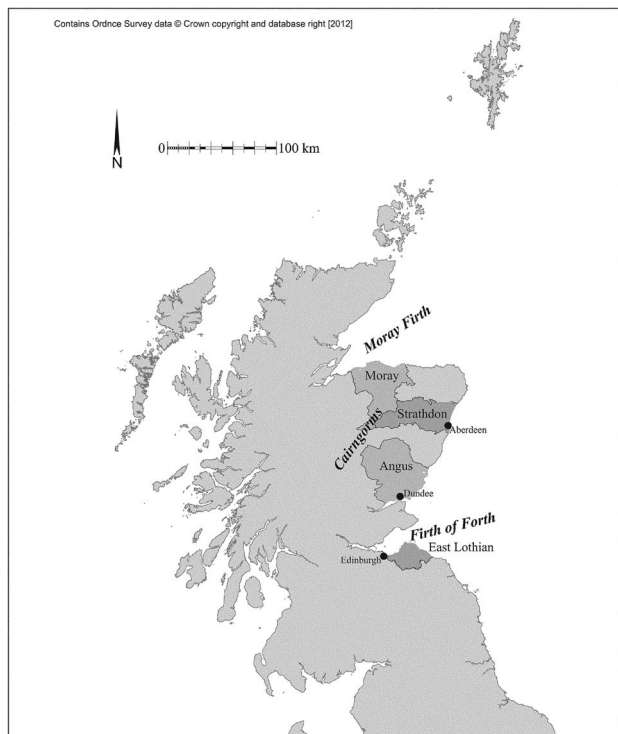 Contains Ordnce Survey data © Crown copyright and database right [2012]
N
0 100 km
Moray Firth
Moray
Strathdon
Aberdeen
Cairngorms
Angus
Dundee
Firth of Forth
East Lothian
Edinburgh